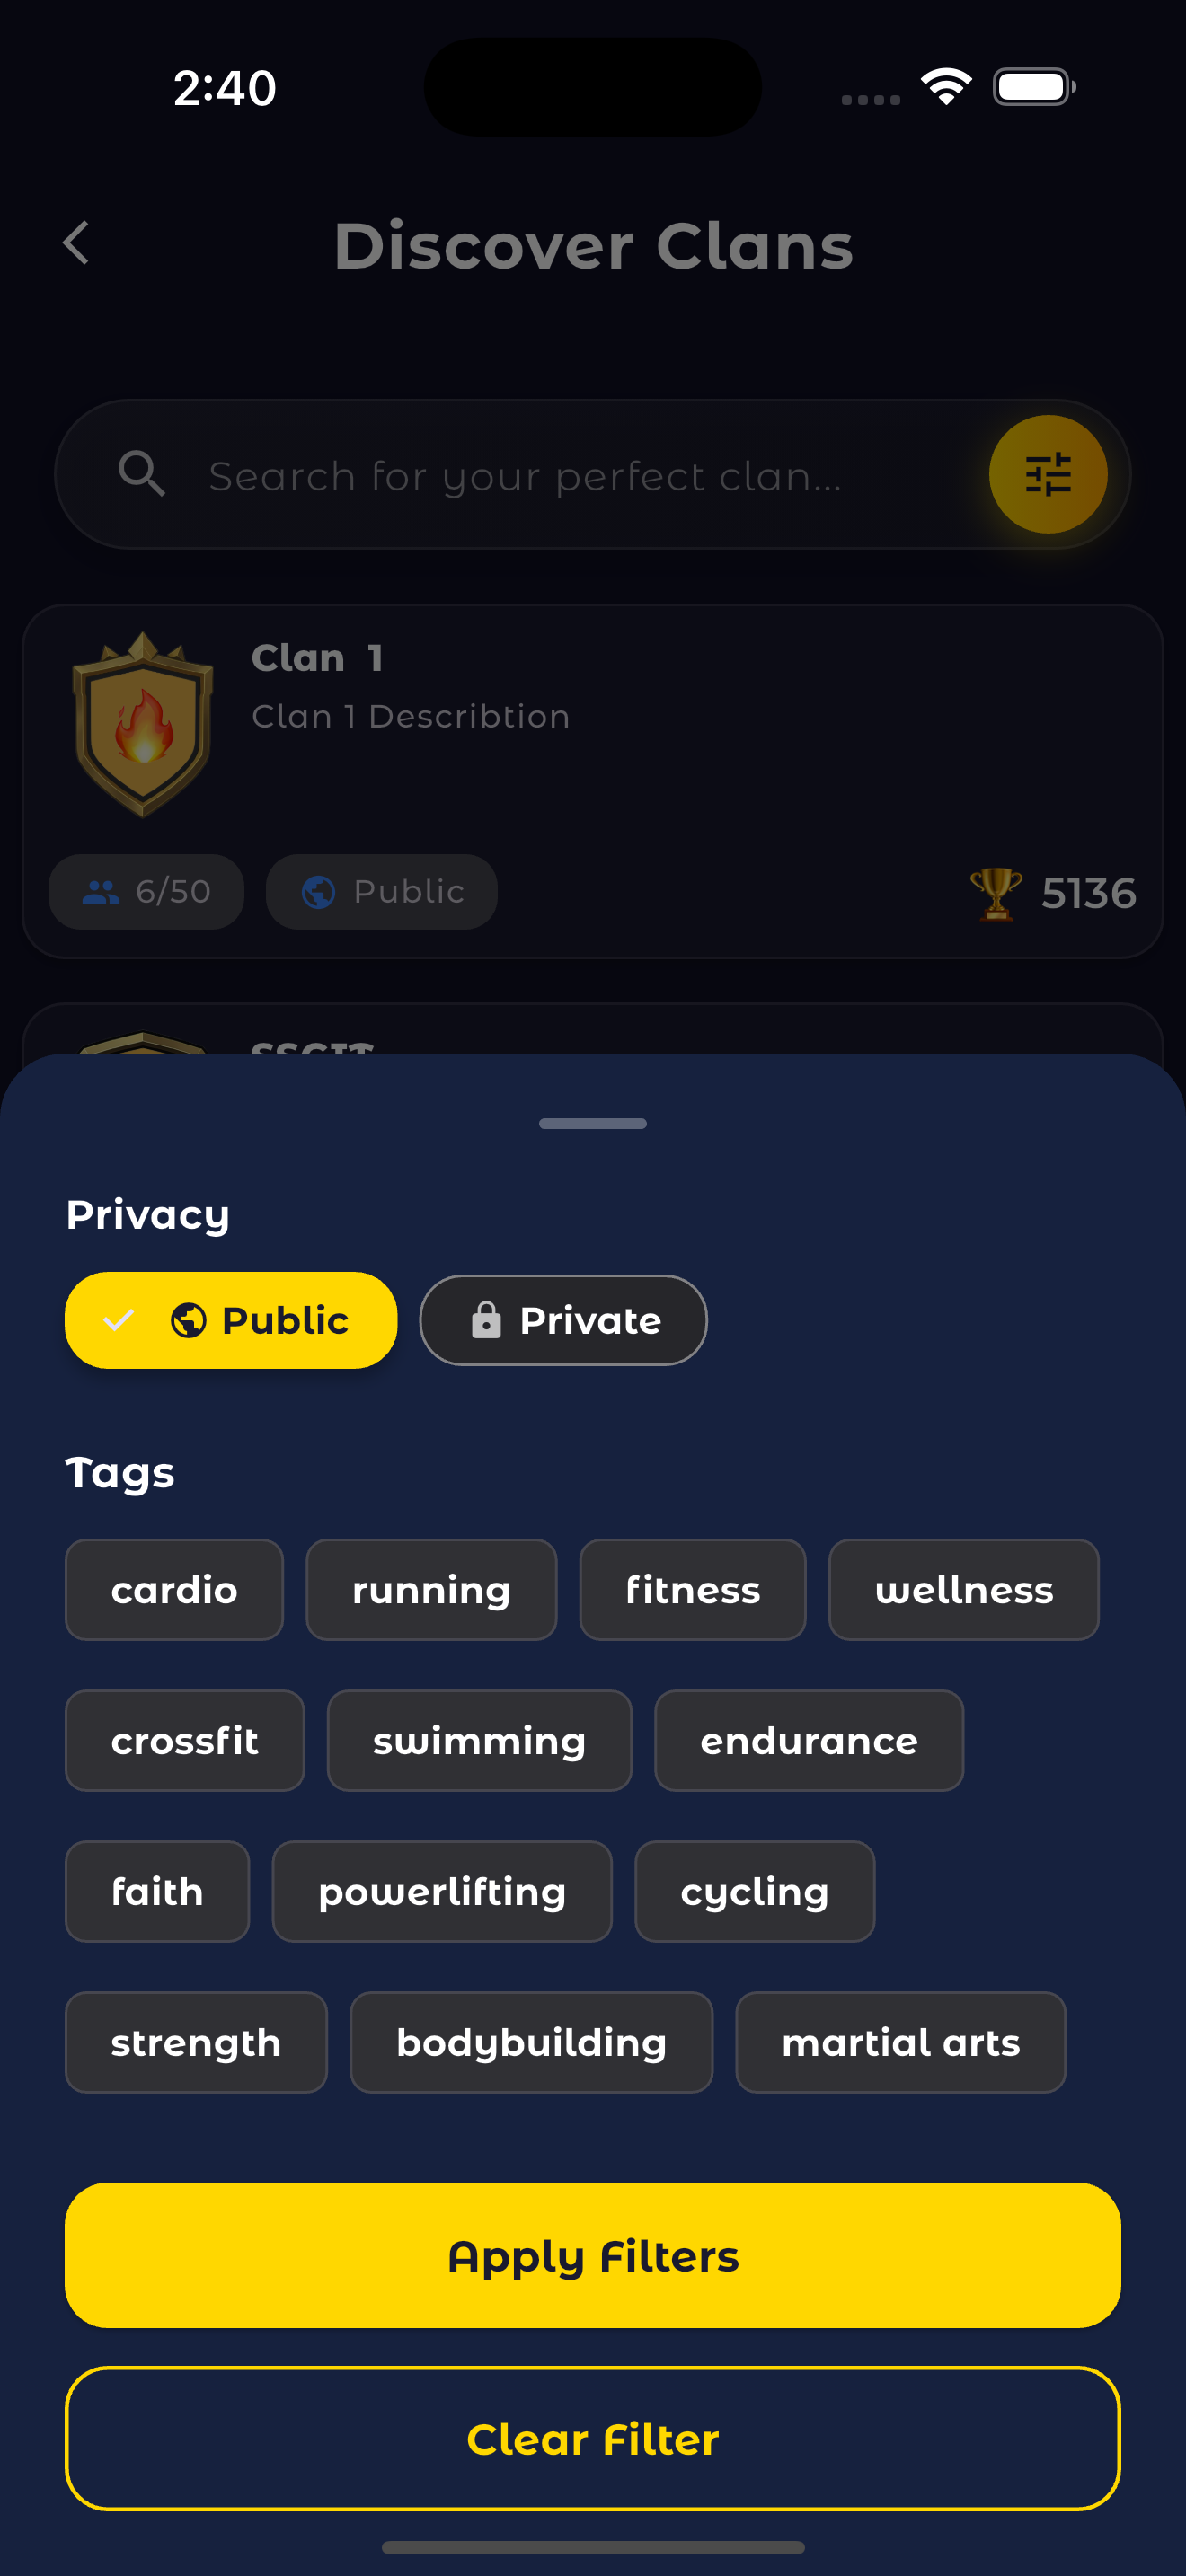 2:40
Discover Clans
Search for your perfect clan...
Clan 1
Clan 1 Describtion
6/50 Public 5136
Privacy
Public Private
Tags
cardio running fitness wellness
crossfit swimming endurance
faith powerlifting cycling
strength bodybuilding martial arts
Apply Filters
Clear Filter